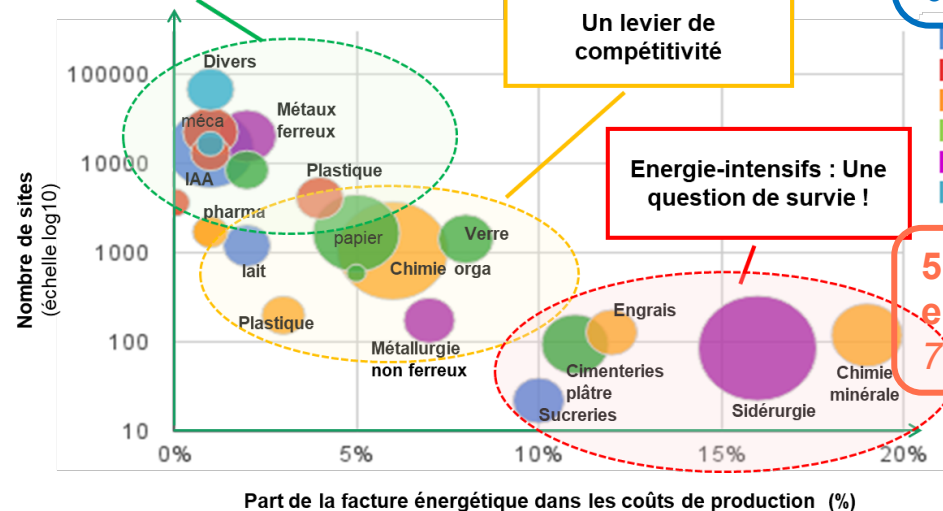 Un levier de
compétitivité
Energie-intensifs : Une
question de survie !
Nombre de sites
(échelle log10)
100000
10000
1000
100
10
0%
5%
10%
15%
20%
Part de la facture énergétique dans les coûts de production (%)
Divers
méca
Métaux
ferreux
IAA
Plastique
pharma
papier
Verre
lait
Chimie orga
Plastique
Métallurgie
non ferreux
Engrais
Cimenteries
plâtre
Sucreries
Sidérurgie
Chimie
minérale
5
e
7